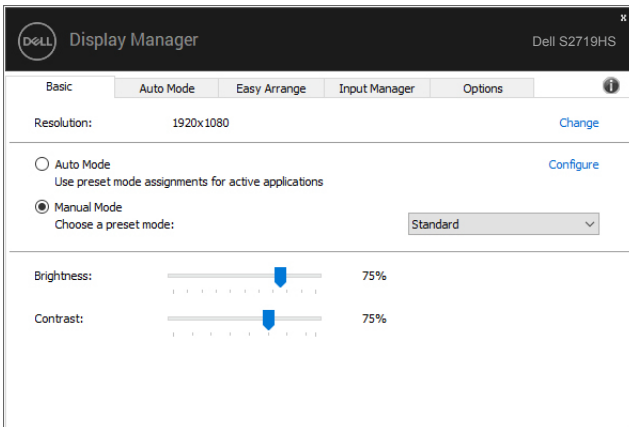 x
DELL Display Manager
Dell S2719HS
Basic Auto Mode Easy Arrange Input Manager Options i
Resolution: 1920x1080 Change
Auto Mode Configure
Use preset mode assignments for active applications
Manual Mode
Choose a preset mode: Standard
Brightness: 75%
Contrast: 75%